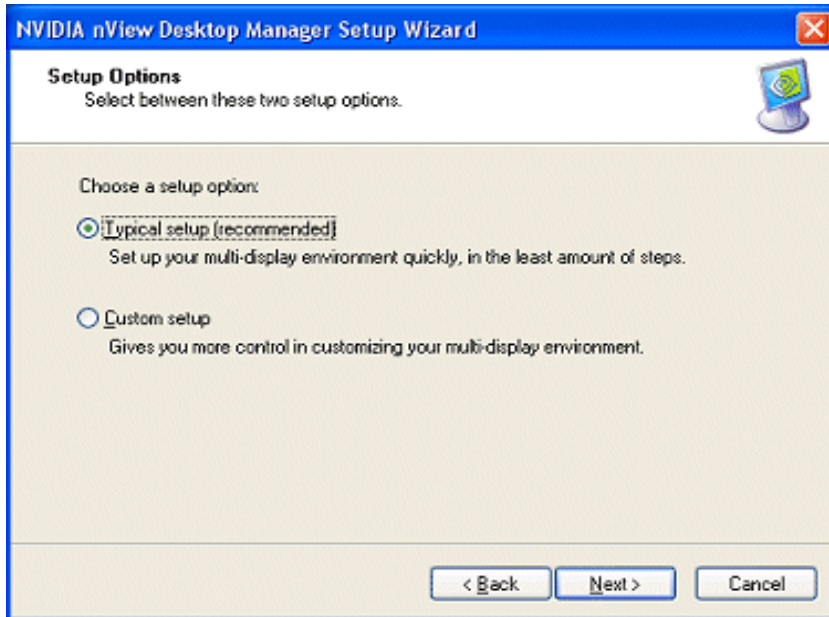 NVIDIA nView Desktop Manager Setup Wizard
Setup Options
Select between these two setup options.
Choose a setup option:
Typical setup (recommended)
Set up your multi-display environment quickly, in the least amount of steps.
Custom setup
Gives you more control in customizing your multi-display environment.
< Back
Next >
Cancel